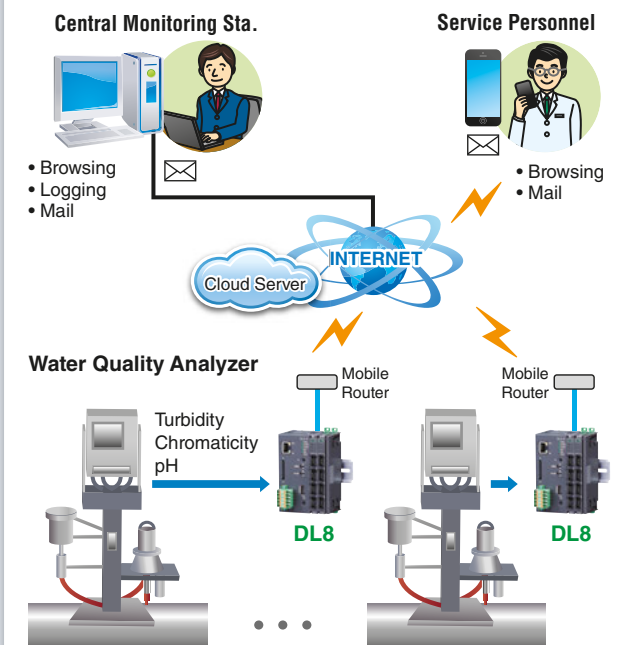 Central Monitoring Sta.
Service Personnel
• Browsing
• Logging
• Mail
• Browsing
• Mail
INTERNET
Cloud Server
Water Quality Analyzer
Mobile
Router
Mobile
Router
Turbidity
Chromaticity
pH
DL8
DL8